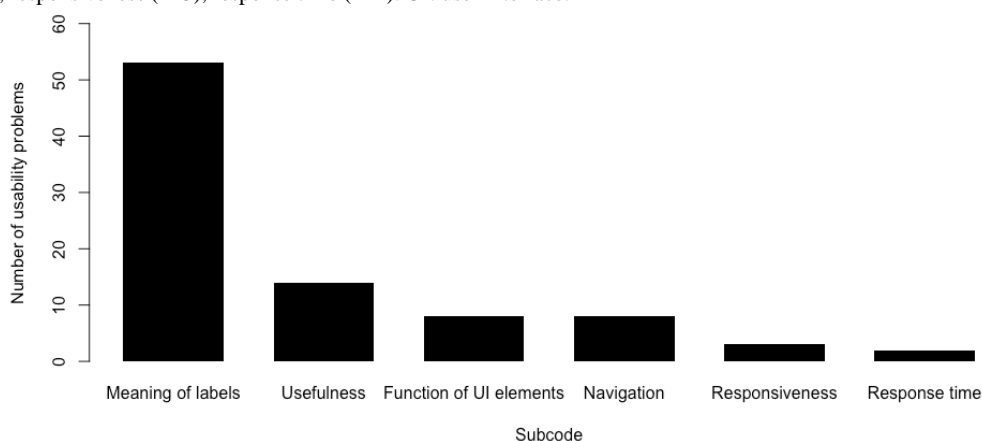 60
50
40
30
20
10
0
Number of usability problems
Meaning of labels Usefulness Function of UI elements Navigation Responsiveness Response time
Subcode